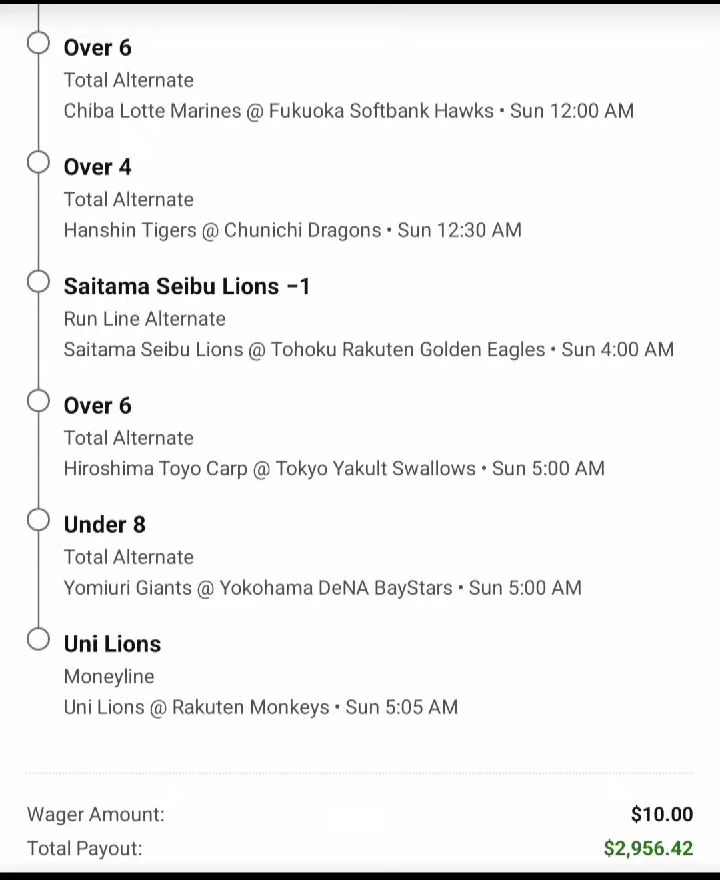 Over 6
Total Alternate
Chiba Lotte Marines @ Fukuoka Softbank Hawks • Sun 12:00 AM
Over 4
Total Alternate
Hanshin Tigers @ Chunichi Dragons • Sun 12:30 AM
Saitama Seibu Lions −1
Run Line Alternate
Saitama Seibu Lions @ Tohoku Rakuten Golden Eagles • Sun 4:00 AM
Over 6
Total Alternate
Hiroshima Toyo Carp @ Tokyo Yakult Swallows • Sun 5:00 AM
Under 8
Total Alternate
Yomiuri Giants @ Yokohama DeNA BayStars • Sun 5:00 AM
Uni Lions
Moneyline
Uni Lions @ Rakuten Monkeys • Sun 5:05 AM
Wager Amount: $10.00
Total Payout: $2,956.42